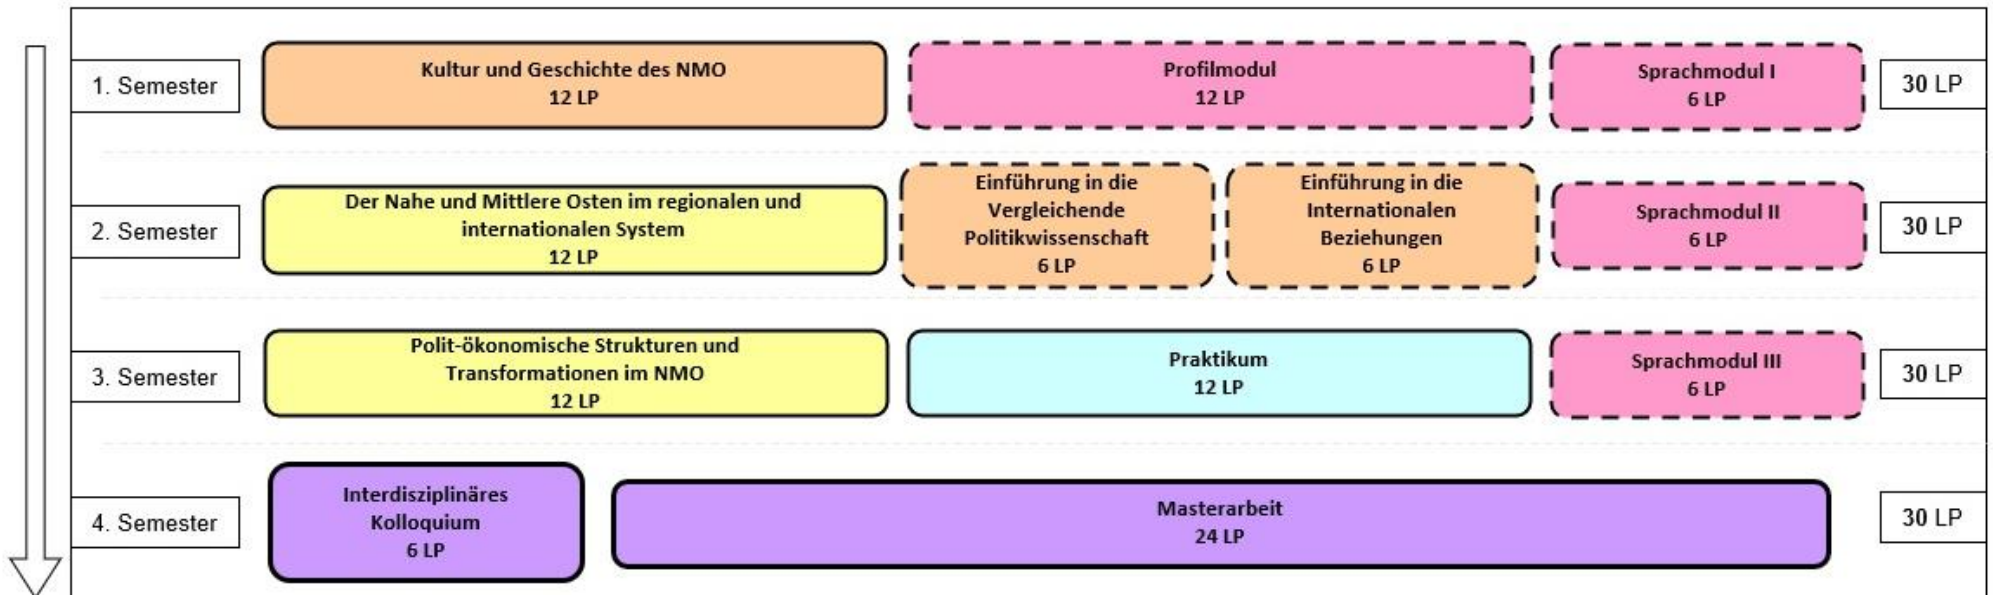 1. Semester
Kultur und Geschichte des NMO
12 LP
Profilmodul
12 LP
Sprachmodul I
6 LP
30 LP
2. Semester
Der Nahe und Mittlere Osten im regionalen und
internationalen System
12 LP
Einführung in die
Vergleichende
Politikwissenschaft
6 LP
Einführung in die
Internationalen
Beziehungen
6 LP
Sprachmodul II
6 LP
30 LP
3. Semester
Polit-ökonomische Strukturen und
Transformationen im NMO
12 LP
Praktikum
12 LP
Sprachmodul III
6 LP
30 LP
4. Semester
Interdisziplinäres
Kolloquium
6 LP
Masterarbeit
24 LP
30 LP